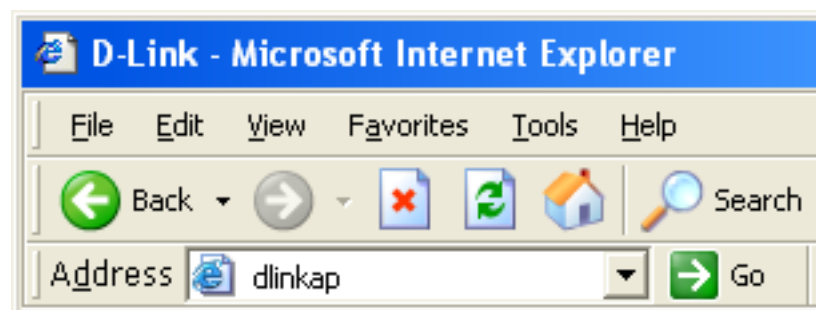 D-Link - Microsoft Internet Explorer
File Edit View Favorites Tools Help
Back Search
Address dlinkap Go